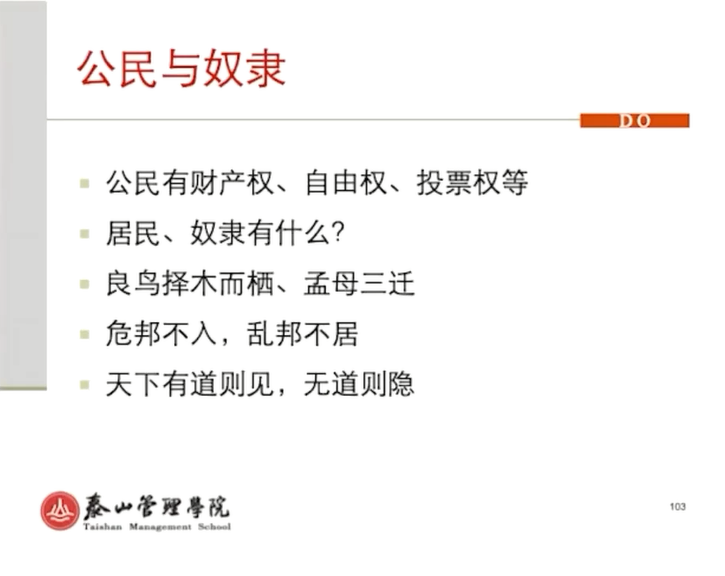 公民与奴隶
DO
公民有财产权、自由权、投票权等
居民、奴隶有什么?
良鸟择木而栖、孟母三迁
危邦不入，乱邦不居
天下有道则见，无道则隐
泰山管理學院
Taishan Management School
103